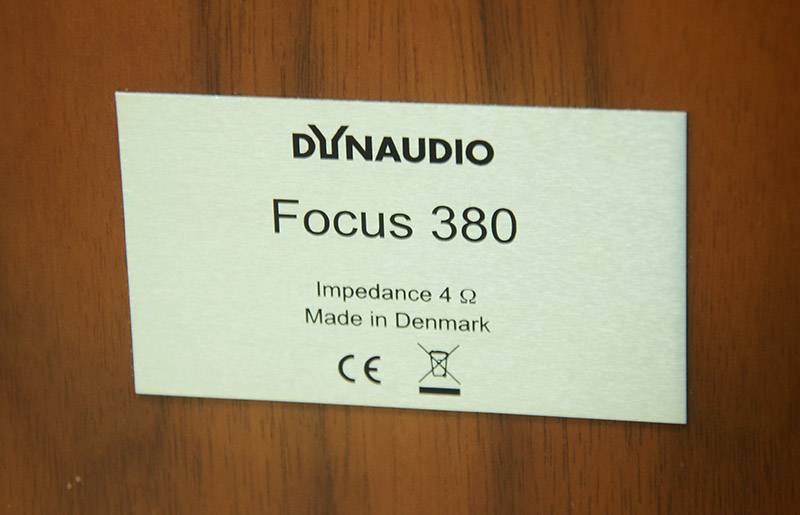 DYNAUDIO
Focus 380
Impedance 4 Ω
Made in Denmark
CE